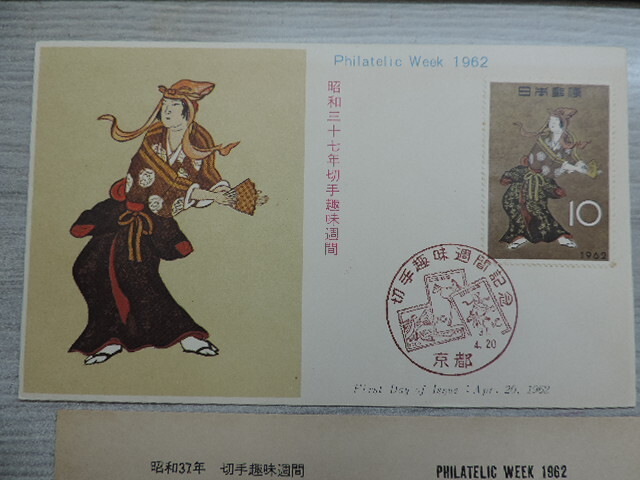 Philatelic Week 1962
昭和三十七年切手趣味週間
日本郵便
10
1962
切手趣味週間記念
4.20
京都
First Day of Issue : Apr. 20, 1962
昭和37年 切手趣味週間
PHILATELIC WEEK 1962